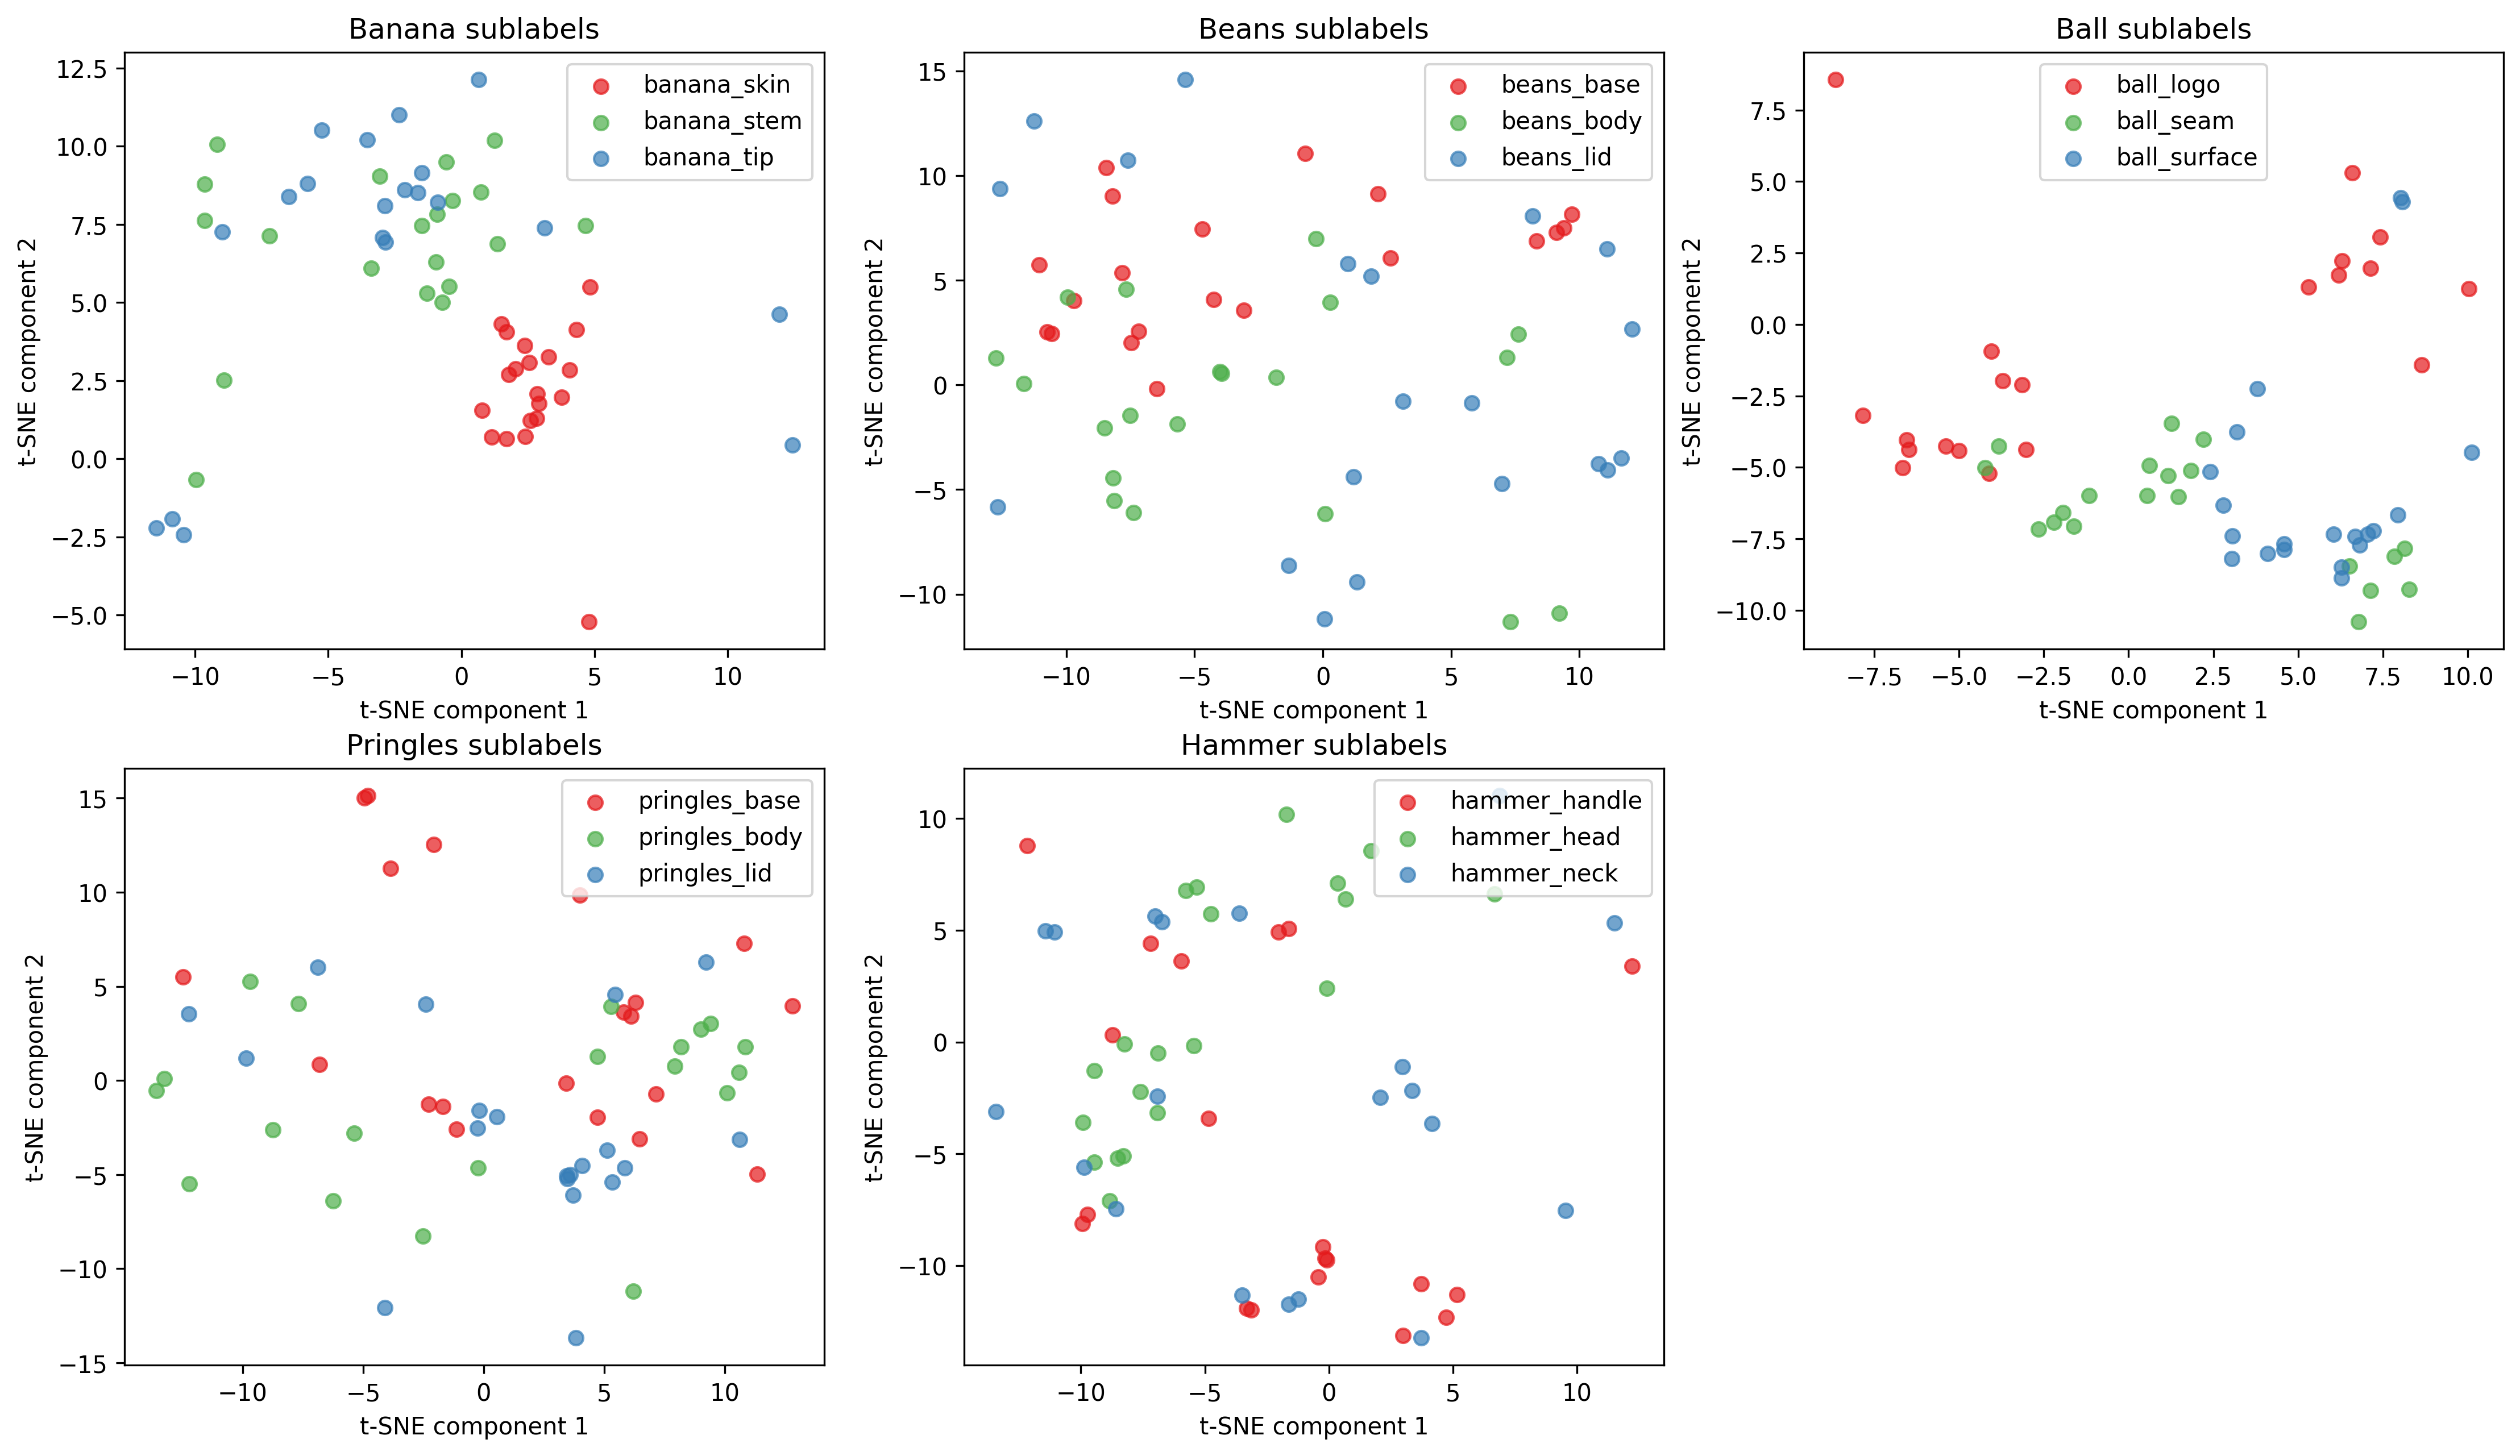 Banana sublabels
banana_skin
banana_stem
banana_tip
12.5
10.0
7.5
5.0
2.5
0.0
−2.5
−5.0
t-SNE component 2
−10
−5
0
5
10
t-SNE component 1
Beans sublabels
beans_base
beans_body
beans_lid
15
10
5
0
−5
−10
t-SNE component 2
−10
−5
0
5
10
t-SNE component 1
Ball sublabels
ball_logo
ball_seam
ball_surface
7.5
5.0
2.5
0.0
−2.5
−5.0
−7.5
−10.0
t-SNE component 2
−7.5
−5.0
−2.5
0.0
2.5
5.0
7.5
10.0
t-SNE component 1
Pringles sublabels
pringles_base
pringles_body
pringles_lid
15
10
5
0
−5
−10
−15
t-SNE component 2
−10
−5
0
5
10
t-SNE component 1
Hammer sublabels
hammer_handle
hammer_head
hammer_neck
10
5
0
−5
−10
t-SNE component 2
−10
−5
0
5
10
t-SNE component 1